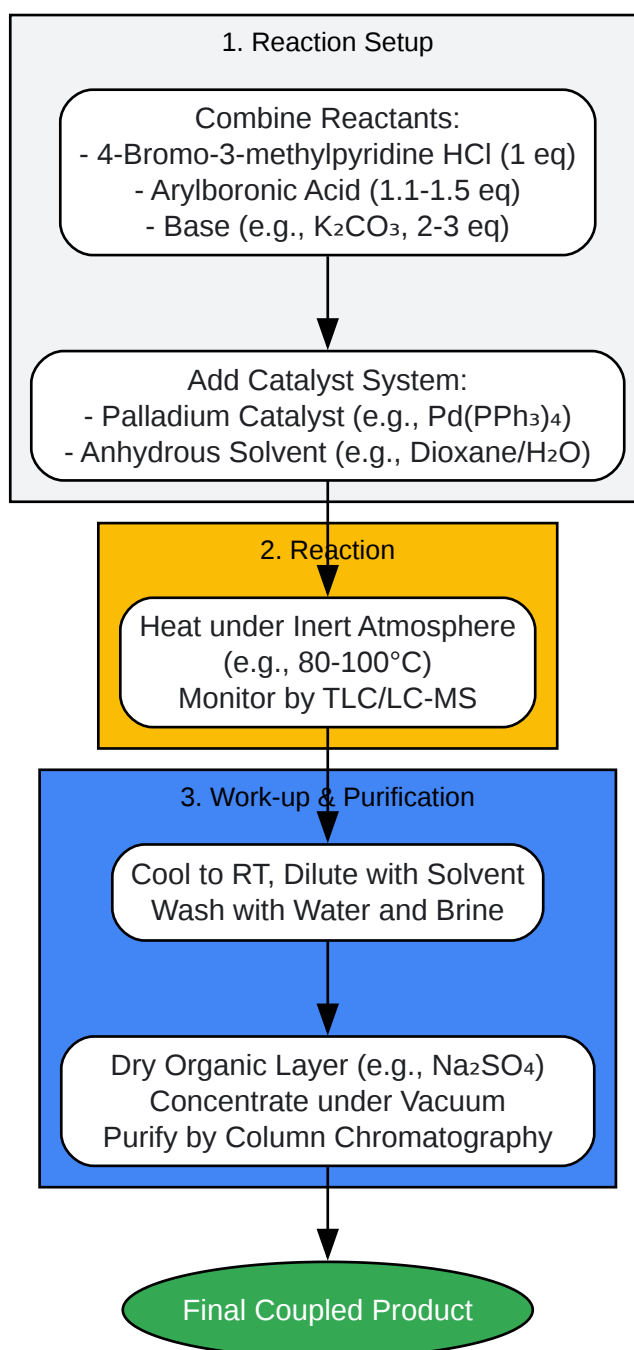 1. Reaction Setup
Combine Reactants:
- 4-Bromo-3-methylpyridine HCl (1 eq)
- Arylboronic Acid (1.1-1.5 eq)
- Base (e.g., K₂CO₃, 2-3 eq)
Add Catalyst System:
- Palladium Catalyst (e.g., Pd(PPh₃)₄)
- Anhydrous Solvent (e.g., Dioxane/H₂O)
2. Reaction
Heat under Inert Atmosphere
(e.g., 80-100°C)
Monitor by TLC/LC-MS
3. Work-up & Purification
Cool to RT, Dilute with Solvent
Wash with Water and Brine
Dry Organic Layer (e.g., Na₂SO₄)
Concentrate under Vacuum
Purify by Column Chromatography
Final Coupled Product